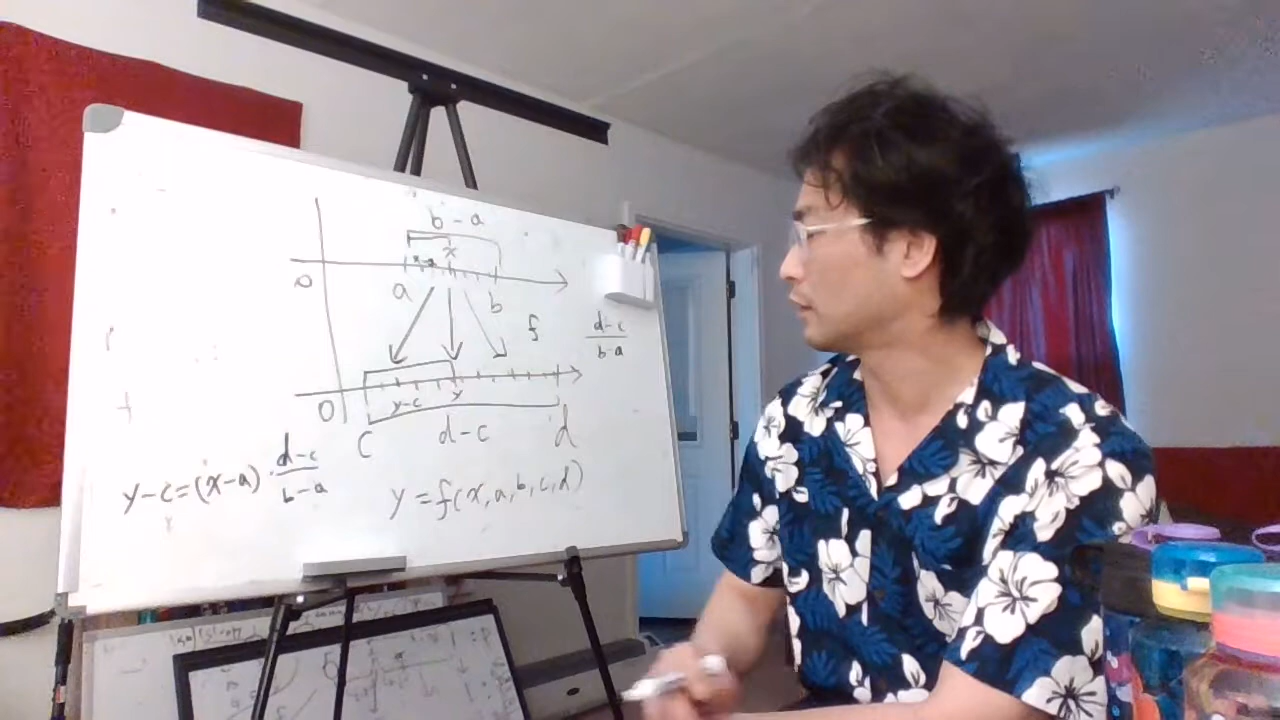 b - a
x
x-a
0
a
b
f
d-c
b-a
y-c
y
0
C
d-c
d
y-c=(x-a) d-c
b-a
y=f(x,a,b,c,d)